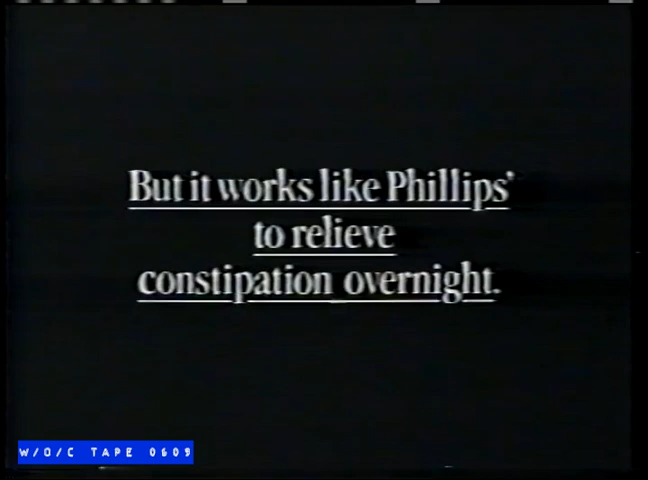 But it works like Phillips’
to relieve
constipation overnight.
W/O/C TAPE 0609